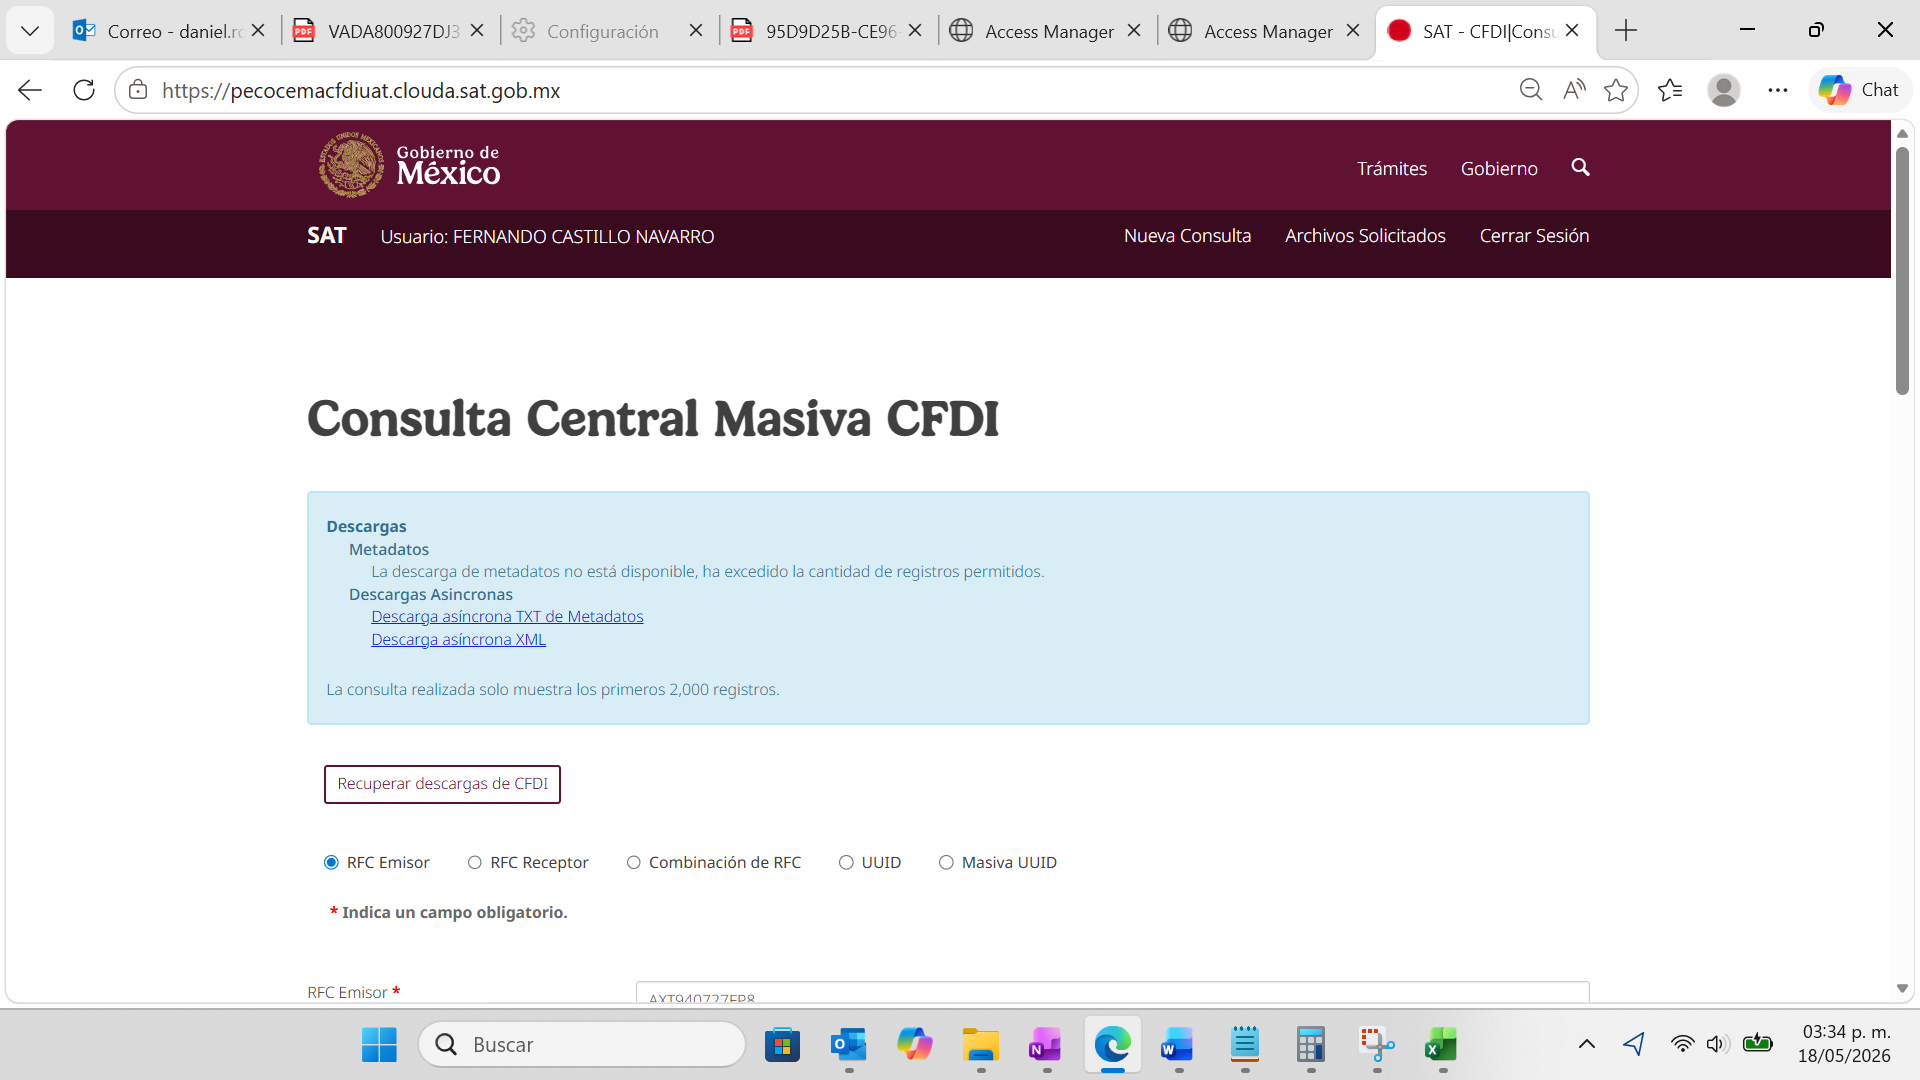 Correo - daniel.ro
VADA800927DJ3
Configuración
95D9D25B-CE96-
Access Manager
Access Manager
SAT - CFDI|Consu
https://pecocemacfdiuat.clouda.sat.gob.mx
Chat
Gobierno de
México
Trámites
Gobierno
SAT
Usuario: FERNANDO CASTILLO NAVARRO
Nueva Consulta
Archivos Solicitados
Cerrar Sesión
Consulta Central Masiva CFDI
Descargas
Metadatos
La descarga de metadatos no está disponible, ha excedido la cantidad de registros permitidos.
Descargas Asincronas
Descarga asíncrona TXT de Metadatos
Descarga asíncrona XML
La consulta realizada solo muestra los primeros 2,000 registros.
Recuperar descargas de CFDI
RFC Emisor
RFC Receptor
Combinación de RFC
UUID
Masiva UUID
* Indica un campo obligatorio.
RFC Emisor *
AXT940727FP8
Buscar
03:34 p. m.
18/05/2026